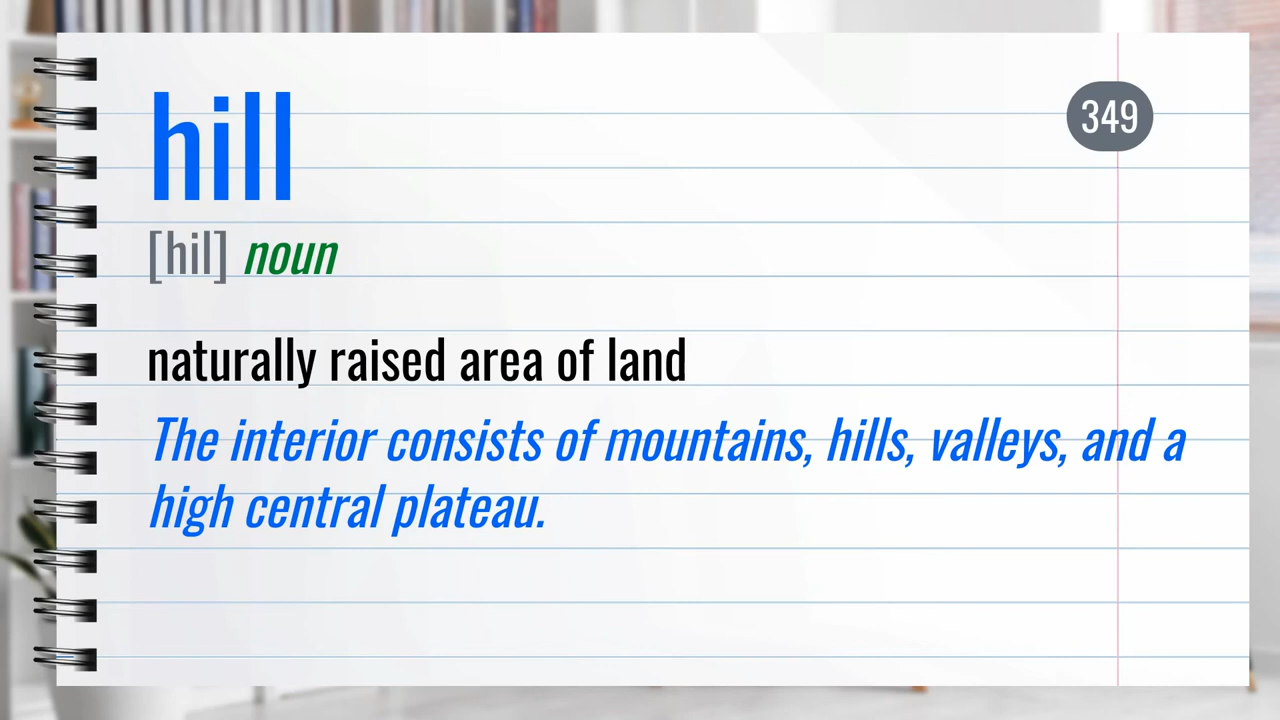 hill
349
[hil] noun
naturally raised area of land
The interior consists of mountains, hills, valleys, and a
high central plateau.